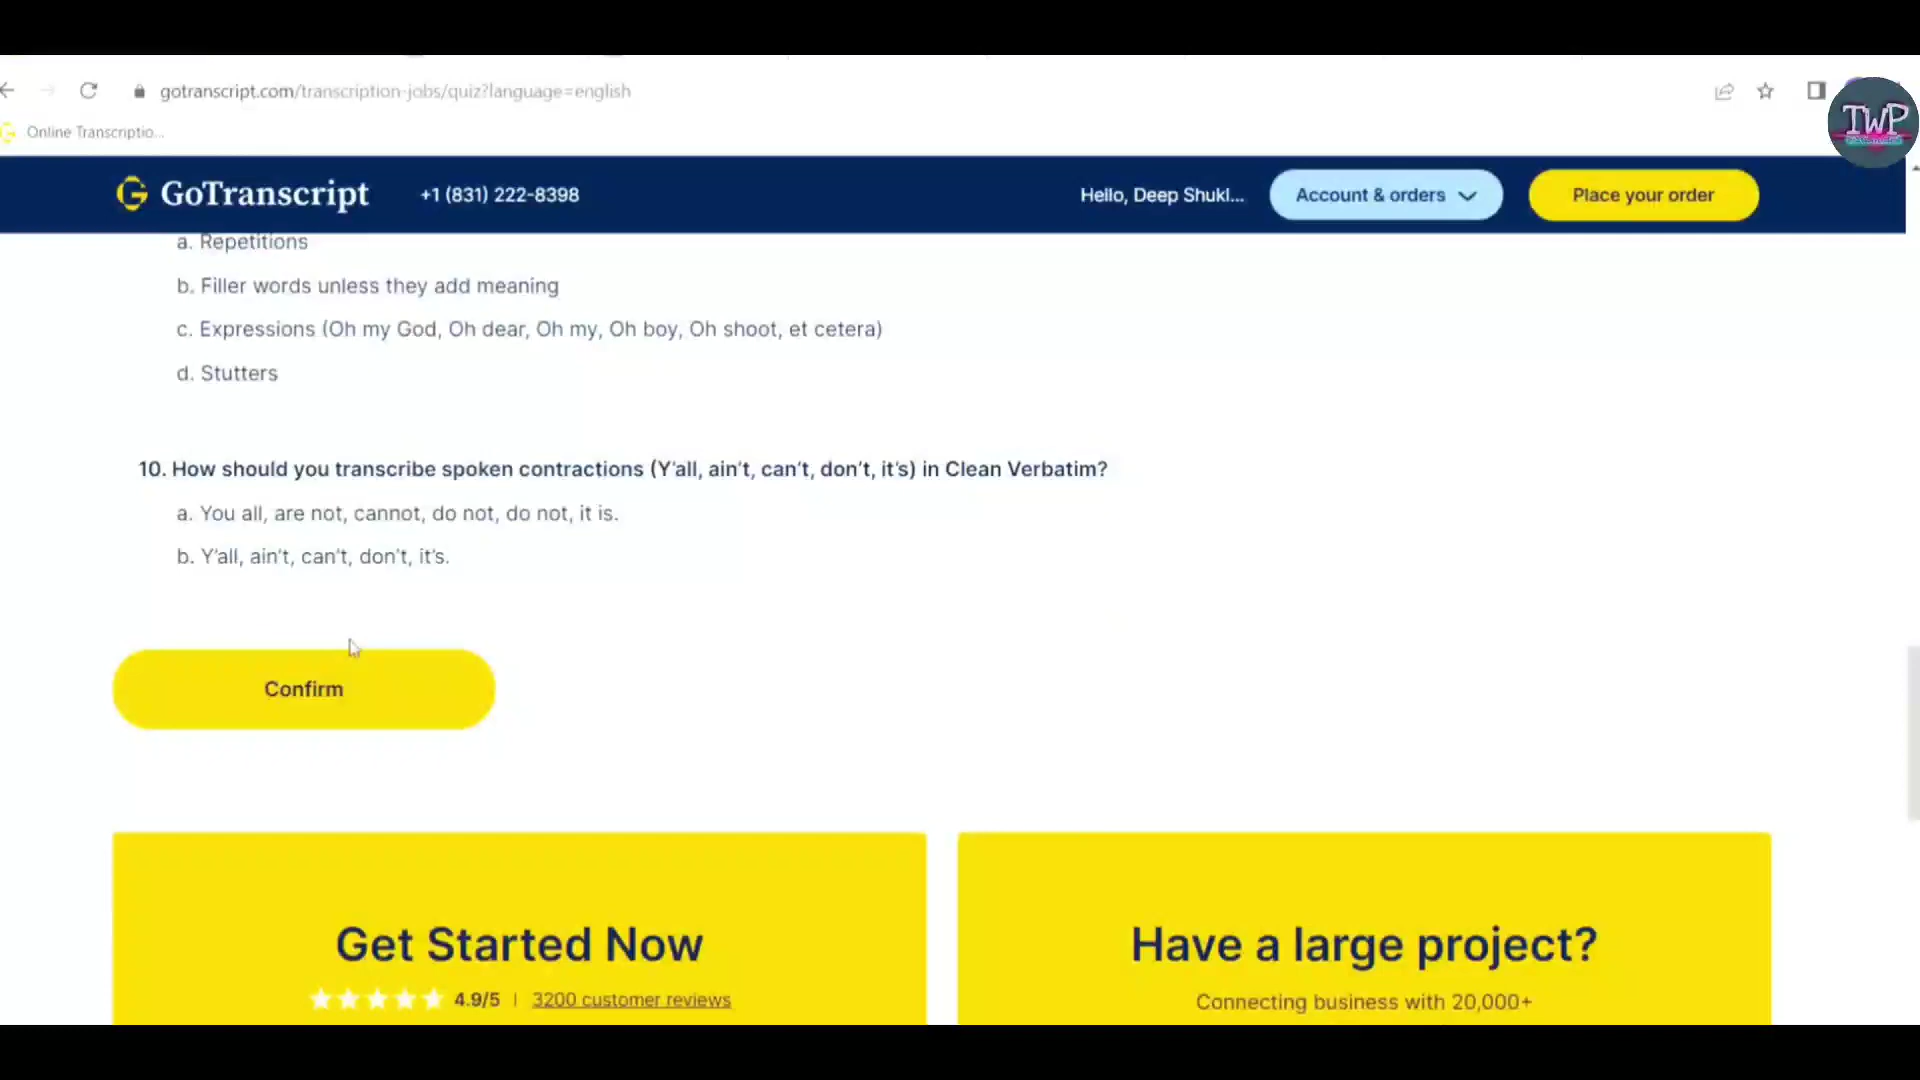 gotranscript.com/transcription-jobs/quiz?language=english
Online Transcriptio...
TWP
GoTranscript
+1 (831) 222-8398
Hello, Deep Shukl...
Account & orders
Place your order
a. Repetitions
b. Filler words unless they add meaning
c. Expressions (Oh my God, Oh dear, Oh my, Oh boy, Oh shoot, et cetera)
d. Stutters
10. How should you transcribe spoken contractions (Y'all, ain't, can't, don't, it's) in Clean Verbatim?
a. You all, are not, cannot, do not, do not, it is.
b. Y'all, ain't, can't, don't, it's.
Confirm
Get Started Now
4.9/5 | 3200 customer reviews
Have a large project?
Connecting business with 20,000+